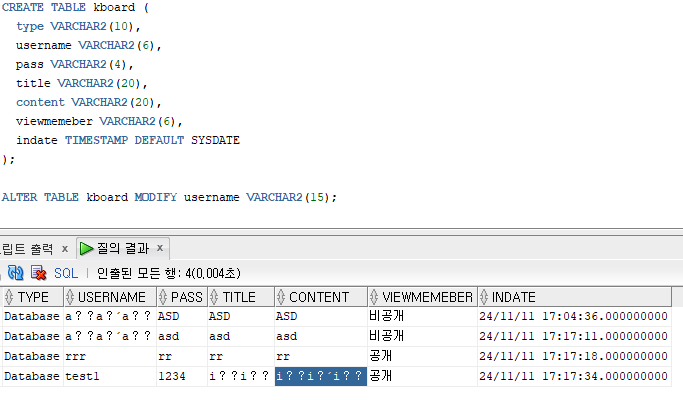 CREATE TABLE kboard (
type VARCHAR2(10),
username VARCHAR2(6),
pass VARCHAR2(4),
title VARCHAR2(20),
content VARCHAR2(20),
viewmemeber VARCHAR2(6),
indate TIMESTAMP DEFAULT SYSDATE
);
ALTER TABLE kboard MODIFY username VARCHAR2(15);
립트 출력 x 질의 결과 x
SQL | 인출된 모든 행: 4(0,004초)
TYPE USERNAME PASS TITLE CONTENT VIEWMEMEBER INDATE
Database a??a?´a?? ASD ASD ASD 비공개 24/11/11 17:04:36.000000000
Database a??a?´a?? asd asd asd 비공개 24/11/11 17:17:11.000000000
Database rrr rr rr rr 공개 24/11/11 17:17:18.000000000
Database test1 1234 i??i?? i??i?´i?? 공개 24/11/11 17:17:34.000000000